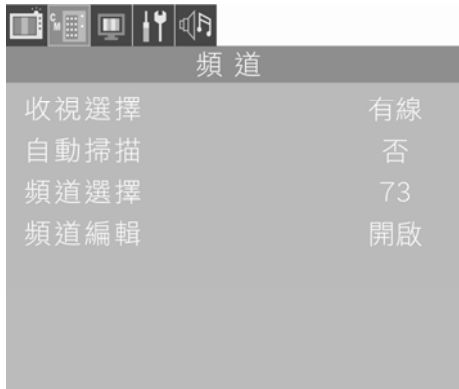 頻道
收視選擇 有線
自動掃描 否
頻道選擇 73
頻道編輯 開啟